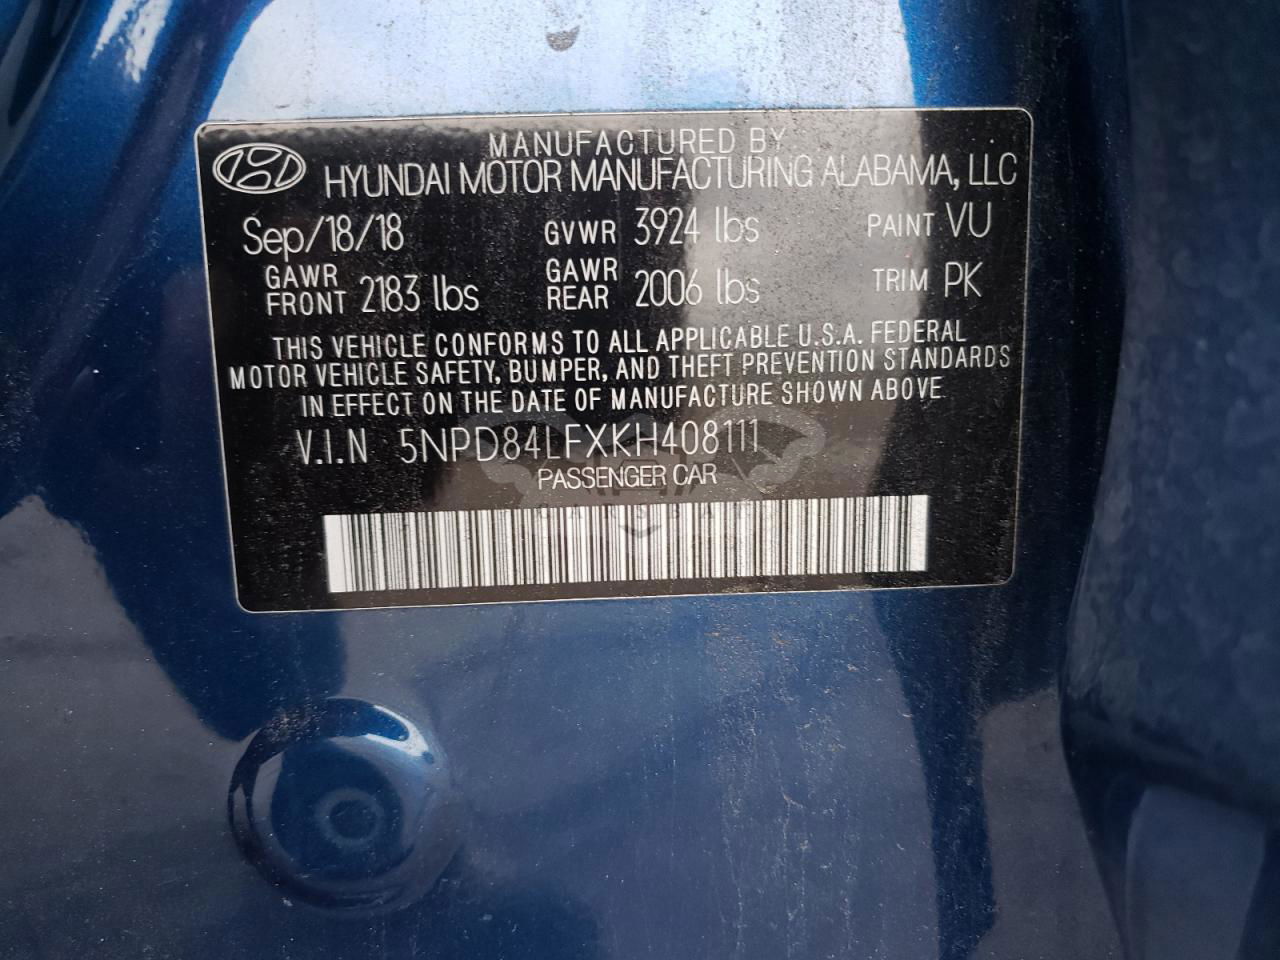 MANUFACTURED BY
HYUNDAI MOTOR MANUFACTURING ALABAMA, LLC
Sep/18/18 GVWR 3924 lbs PAINT VU
GAWR FRONT 2183 lbs GAWR REAR 2006 lbs TRIM PK
THIS VEHICLE CONFORMS TO ALL APPLICABLE U.S.A. FEDERAL
MOTOR VEHICLE SAFETY, BUMPER, AND THEFT PREVENTION STANDARDS
IN EFFECT ON THE DATE OF MANUFACTURE SHOWN ABOVE
V.I.N 5NPD84LFXKH408111
PASSENGER CAR